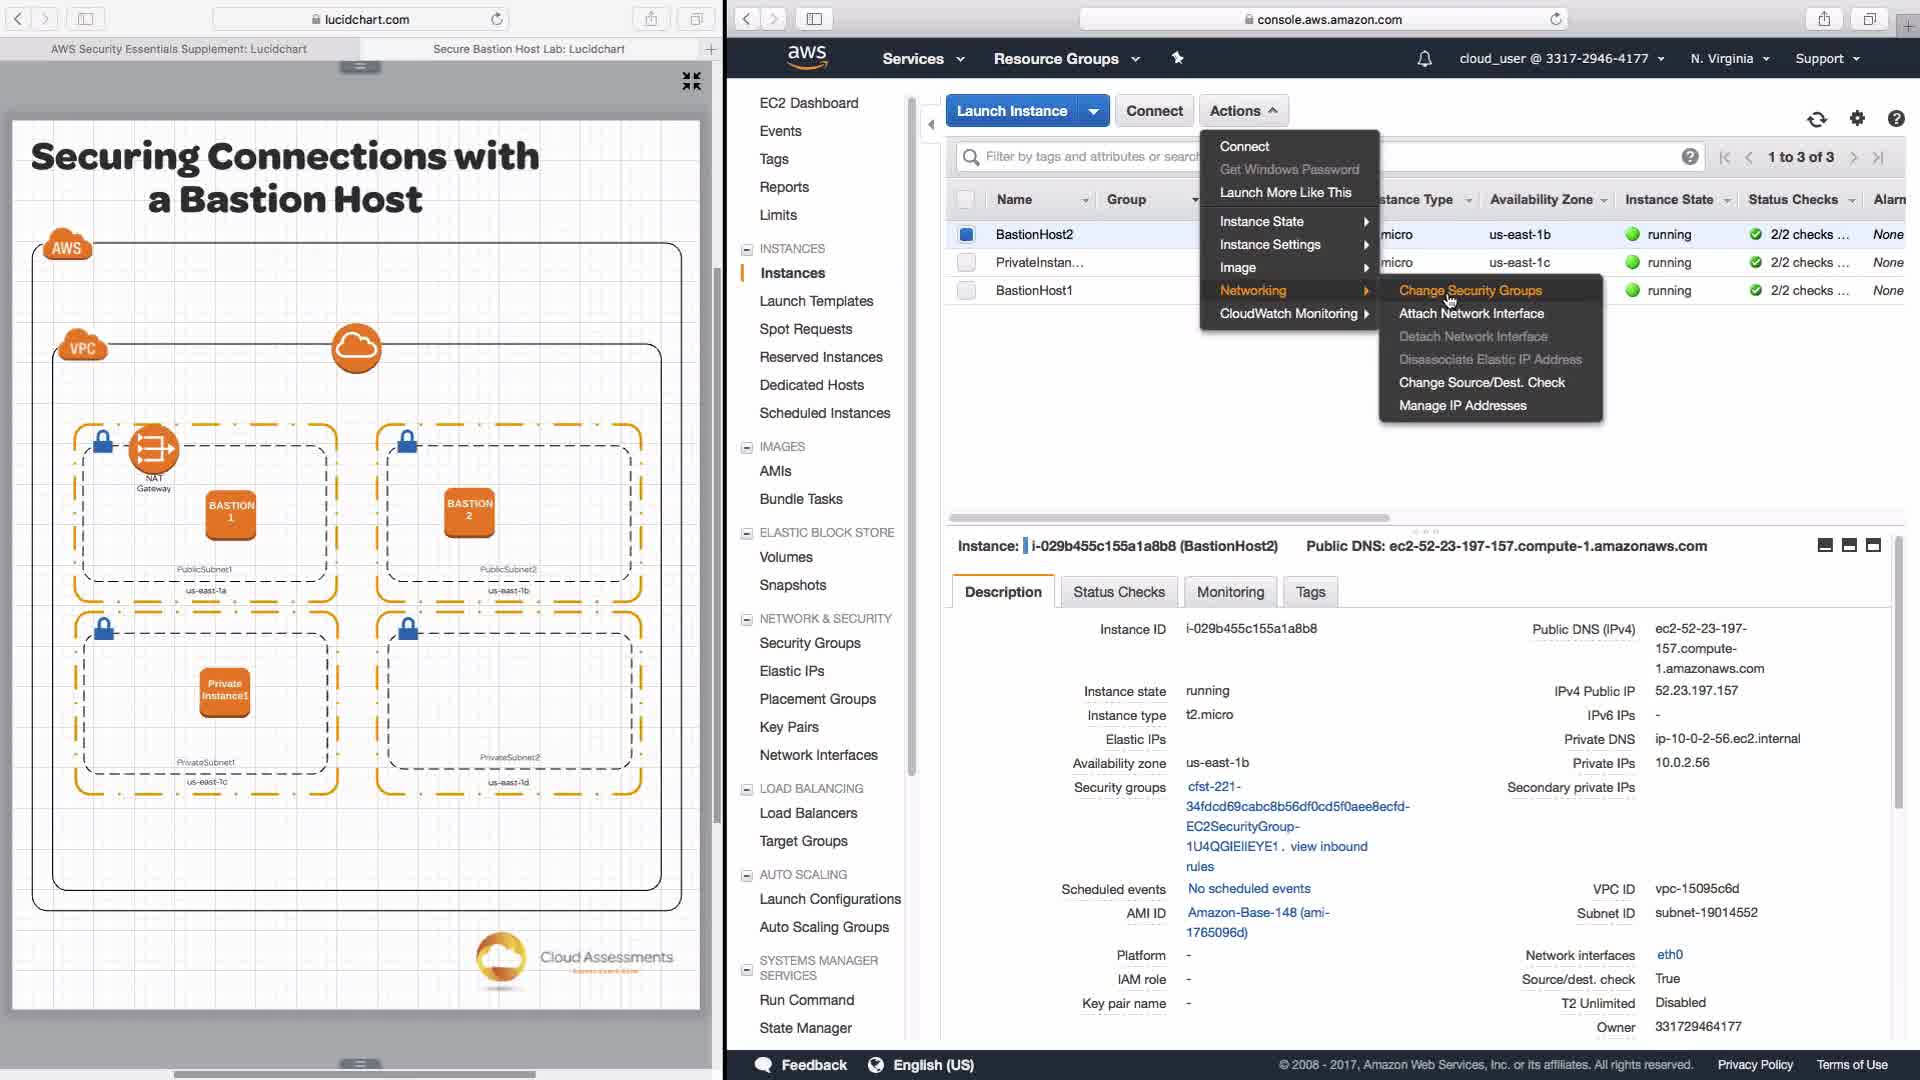 lucidchart.com
AWS Security Essentials Supplement: Lucidchart
Secure Bastion Host Lab: Lucidchart
Securing Connections with
a Bastion Host
AWS
VPC
NAT
Gateway
BASTION
1
BASTION
2
PublicSubnet1
us-east-1a
PublicSubnet2
us-east-1b
Private
Instance1
PrivateSubnet1
us-east-1c
PrivateSubnet2
us-east-1d
Cloud Assessments
console.aws.amazon.com
aws
Services
Resource Groups
cloud_user @ 3317-2946-4177
N. Virginia
Support
EC2 Dashboard
Events
Tags
Reports
Limits
INSTANCES
Instances
Launch Templates
Spot Requests
Reserved Instances
Dedicated Hosts
Scheduled Instances
IMAGES
AMIs
Bundle Tasks
ELASTIC BLOCK STORE
Volumes
Snapshots
NETWORK & SECURITY
Security Groups
Elastic IPs
Placement Groups
Key Pairs
Network Interfaces
LOAD BALANCING
Load Balancers
Target Groups
AUTO SCALING
Launch Configurations
Auto Scaling Groups
SYSTEMS MANAGER
SERVICES
Run Command
State Manager
Launch Instance
Connect
Actions
Filter by tags and attributes or search
1 to 3 of 3
Name
Group
stance Type
Availability Zone
Instance State
Status Checks
Alarm
BastionHost2
micro
us-east-1b
running
2/2 checks ...
None
PrivateInstan...
micro
us-east-1c
running
2/2 checks ...
None
BastionHost1
running
2/2 checks ...
None
Connect
Get Windows Password
Launch More Like This
Instance State
Instance Settings
Image
Networking
CloudWatch Monitoring
Change Security Groups
Attach Network Interface
Detach Network Interface
Disassociate Elastic IP Address
Change Source/Dest. Check
Manage IP Addresses
Instance: i-029b455c155a1a8b8 (BastionHost2)
Public DNS: ec2-52-23-197-157.compute-1.amazonaws.com
Description
Status Checks
Monitoring
Tags
Instance ID
i-029b455c155a1a8b8
Instance state
running
Instance type
t2.micro
Elastic IPs
Availability zone
us-east-1b
Security groups
cfst-221-
34fdcd69cabc8b56df0cd5f0aee8ecfd-
EC2SecurityGroup-
1U4QGIEIIEYE1 . view inbound
rules
Scheduled events
No scheduled events
AMI ID
Amazon-Base-148 (ami-
1765096d)
Platform
-
IAM role
-
Key pair name
-
Public DNS (IPv4)
ec2-52-23-197-
157.compute-
1.amazonaws.com
IPv4 Public IP
52.23.197.157
IPv6 IPs
-
Private DNS
ip-10-0-2-56.ec2.internal
Private IPs
10.0.2.56
Secondary private IPs
VPC ID
vpc-15095c6d
Subnet ID
subnet-19014552
Network interfaces
eth0
Source/dest. check
True
T2 Unlimited
Disabled
Owner
331729464177
Feedback
English (US)
© 2008 - 2017, Amazon Web Services, Inc. or its affiliates. All rights reserved.
Privacy Policy
Terms of Use